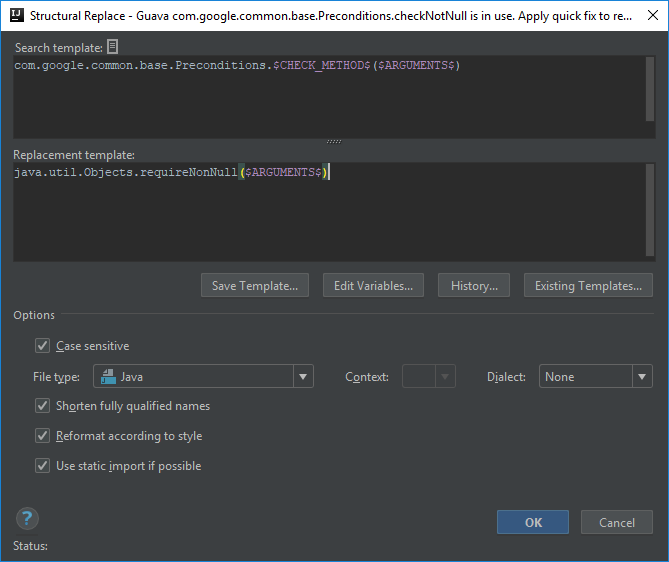 IJ Structural Replace - Guava com.google.common.base.Preconditions.checkNotNull is in use. Apply quick fix to re...
Search template:
com.google.common.base.Preconditions.$CHECK_METHOD$($ARGUMENTS$)
Replacement template:
java.util.Objects.requireNonNull($ARGUMENTS$)
Save Template... Edit Variables... History... Existing Templates...
Options
Case sensitive
File type: Java Context: Dialect: None
Shorten fully qualified names
Reformat according to style
Use static import if possible
? OK Cancel
Status: